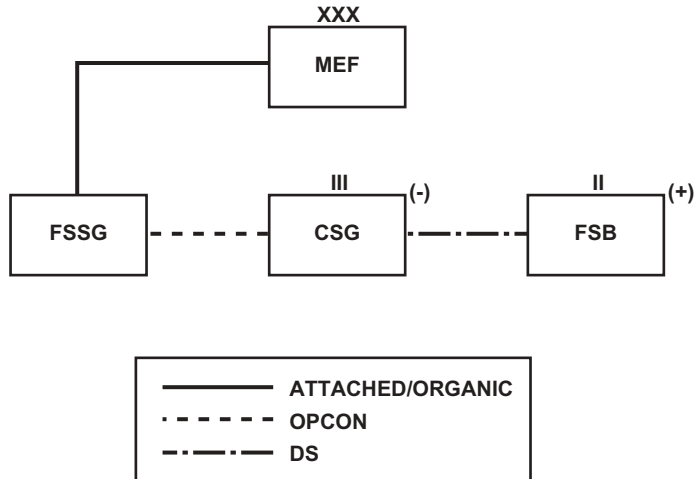 XXX
MEF
III
(-)
II
(+)
FSSG
CSG
FSB
ATTACHED/ORGANIC
OPCON
DS